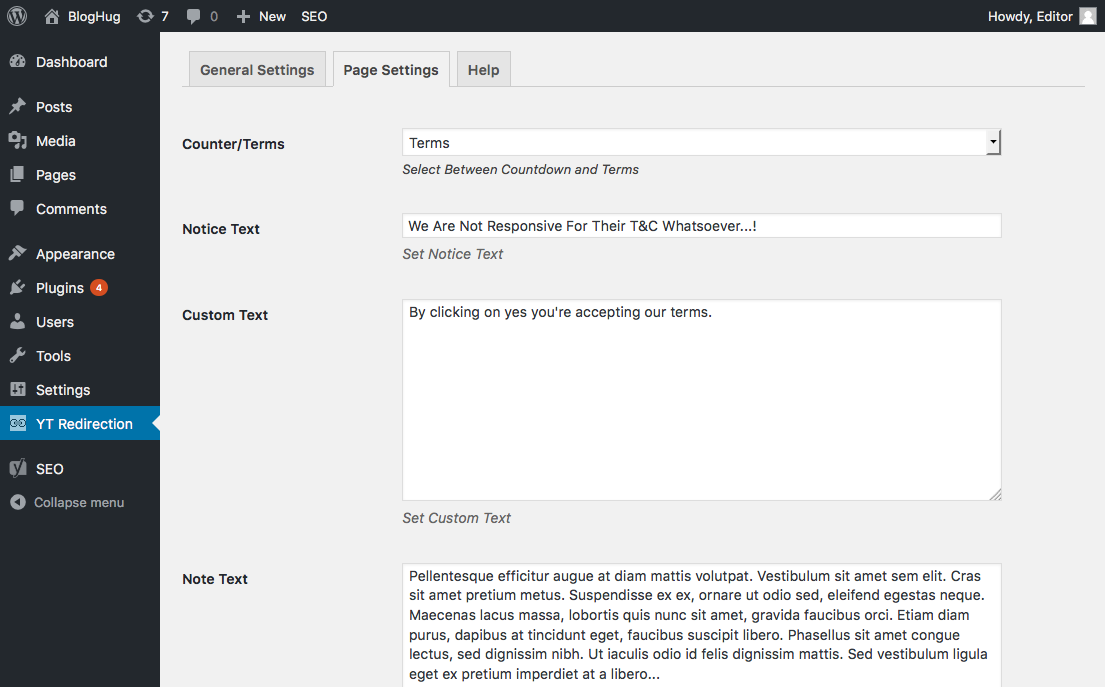 BlogHug 7 0 New SEO Howdy, Editor
Dashboard
Posts
Media
Pages
Comments
Appearance
Plugins 4
Users
Tools
Settings
YT Redirection
SEO
Collapse menu
General Settings Page Settings Help
Counter/Terms
Terms
Select Between Countdown and Terms
Notice Text
We Are Not Responsive For Their T&C Whatsoever...!
Set Notice Text
Custom Text
By clicking on yes you're accepting our terms.
Set Custom Text
Note Text
Pellentesque efficitur augue at diam mattis volutpat. Vestibulum sit amet sem elit. Cras
sit amet pretium metus. Suspendisse ex ex, ornare ut odio sed, eleifend egestas neque.
Maecenas lacus massa, lobortis quis nunc sit amet, gravida faucibus orci. Etiam diam
purus, dapibus at tincidunt eget, faucibus suscipit libero. Phasellus sit amet congue
lectus, sed dignissim nibh. Ut iaculis odio id felis dignissim mattis. Sed vestibulum ligula
eget ex pretium imperdiet at a libero...